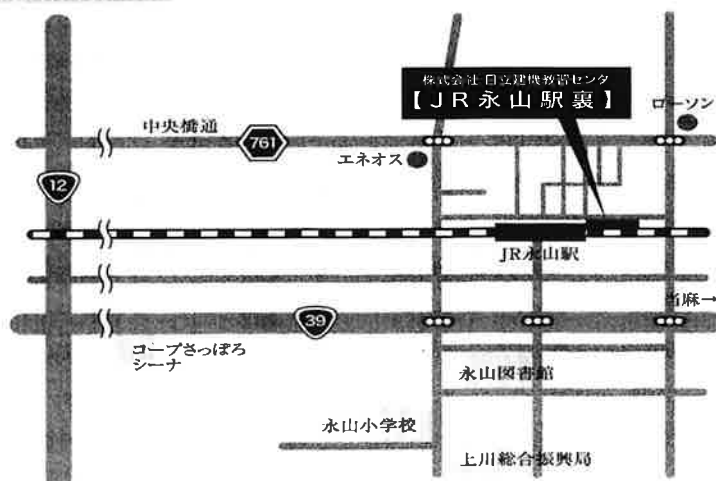 株式会社 日立建機教習センタ
【JR永山駅裏】
ローソン
中央橋通
761
エネオス
12
JR永山駅
当麻→
39
コープさっぽろ
シーナ
永山図書館
永山小学校
上川総合振興局